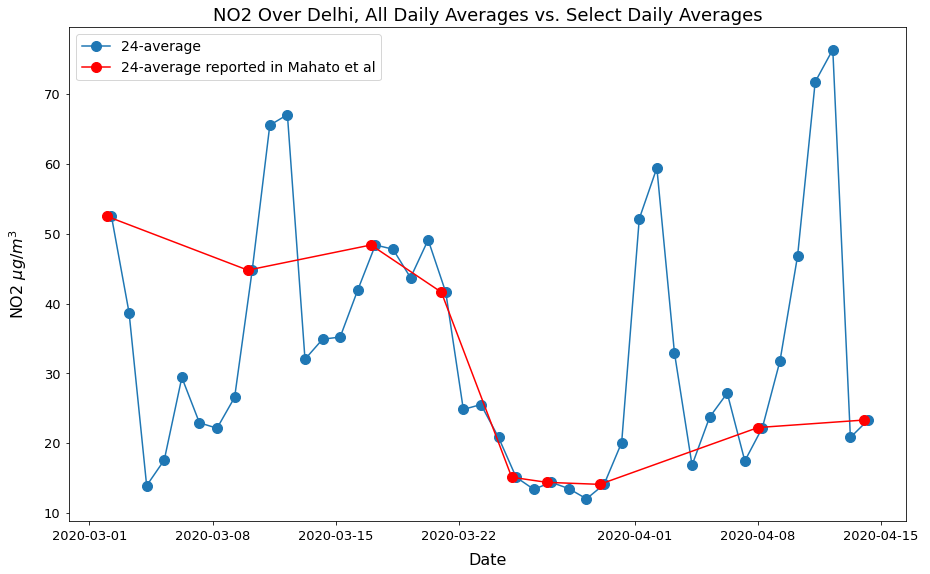 NO2 Over Delhi, All Daily Averages vs. Select Daily Averages
24-average
24-average reported in Mahato et al
NO2 µg/m³
70
60
50
40
30
20
10
2020-03-01 2020-03-08 2020-03-15 2020-03-22 2020-04-01 2020-04-08 2020-04-15
Date